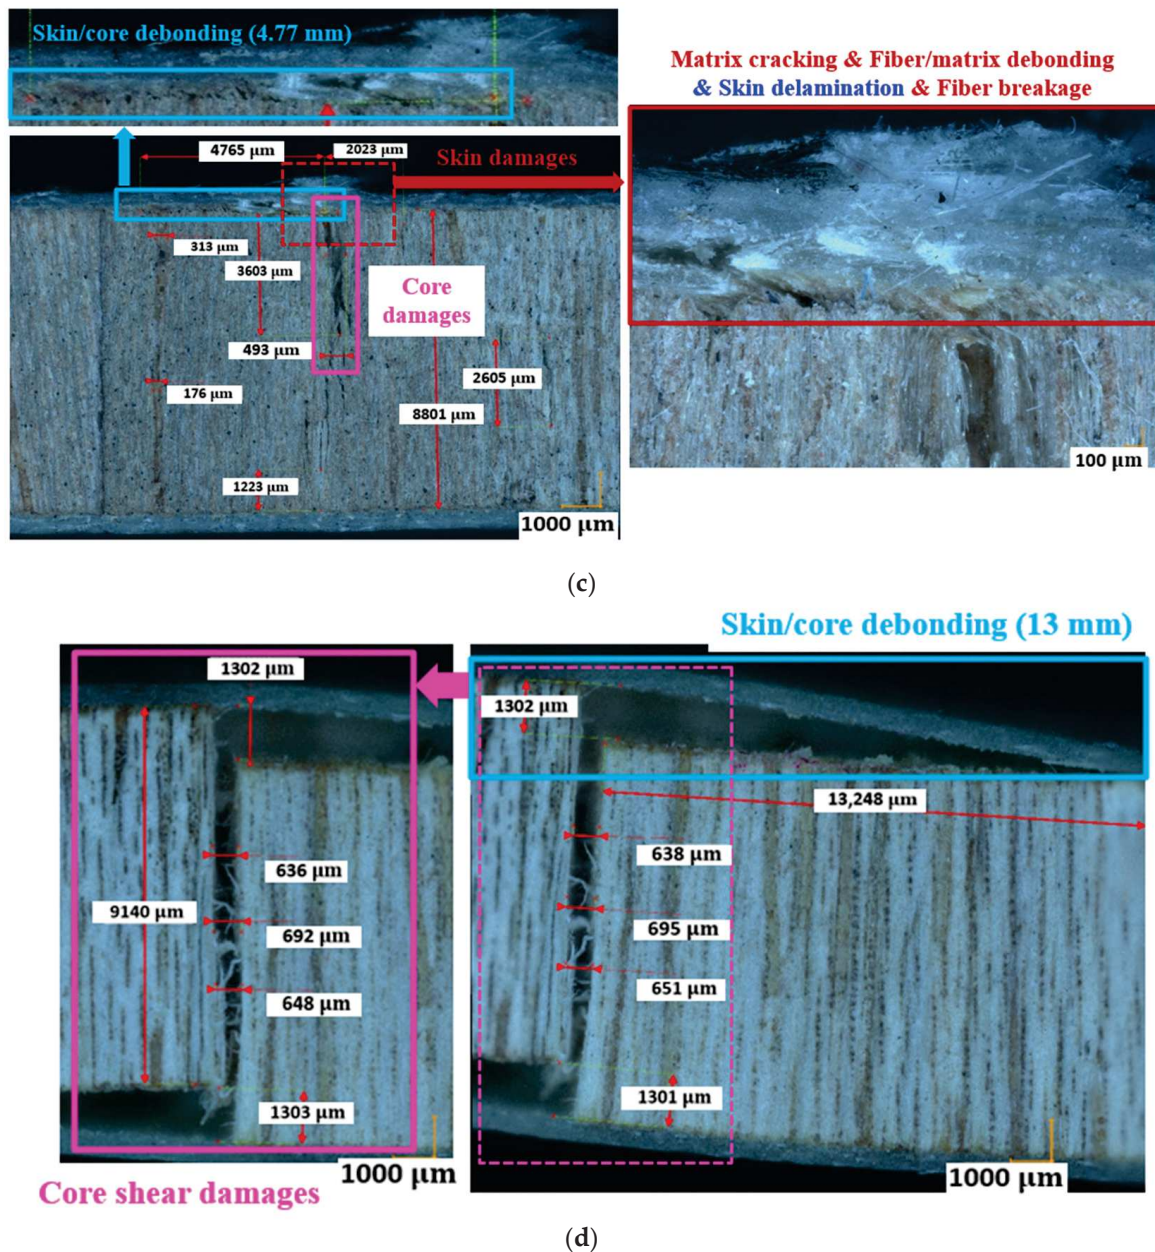 Skin/core debonding (4.77 mm)
Matrix cracking & Fiber/matrix debonding
& Skin delamination & Fiber breakage
4765 μm
2023 μm
Skin damages
313 μm
3603 μm
Core
damages
493 μm
2605 μm
176 μm
8801 μm
1223 μm
1000 μm
100 μm
(c)
Skin/core debonding (13 mm)
1302 μm
1302 μm
13,248 μm
636 μm
638 μm
9140 μm
692 μm
695 μm
648 μm
651 μm
1303 μm
1301 μm
1000 μm
1000 μm
Core shear damages
(d)